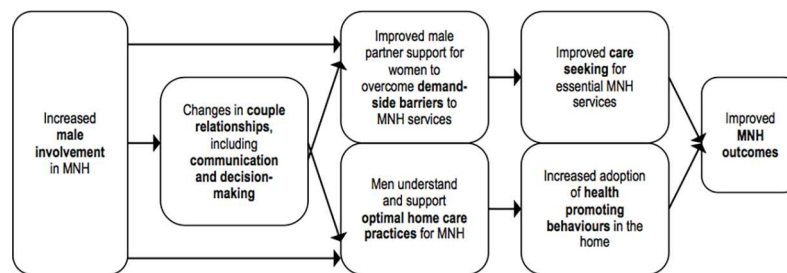 Increased
male
involvement
in MNH
Changes in couple
relationships,
including
communication
and decision-
making
Improved male
partner support for
women to
overcome demand-
side barriers to
MNH services
Men understand
and support
optimal home care
practices for MNH
Improved care
seeking for
essential MNH
services
Increased adoption
of health
promoting
behaviours in the
home
Improved
MNH
outcomes